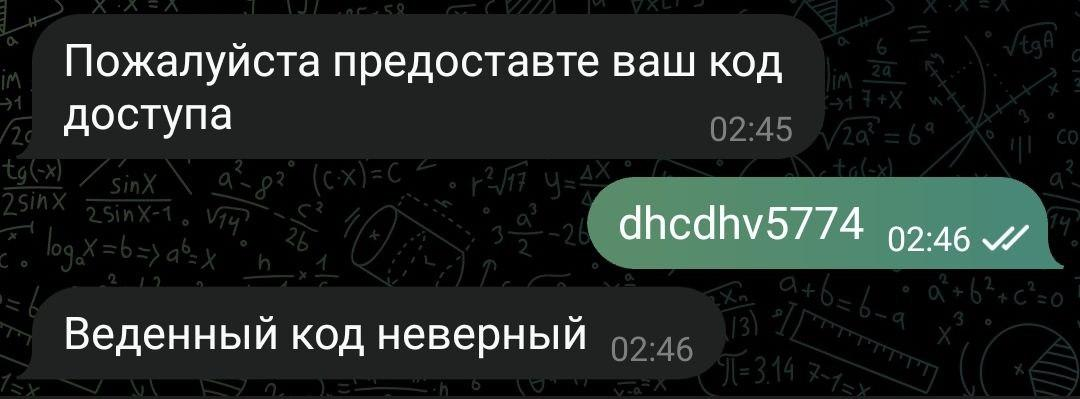 Пожалуйста предоставте ваш код
доступа
02:45
dhcdhv5774 02:46
Веденный код неверный 02:46